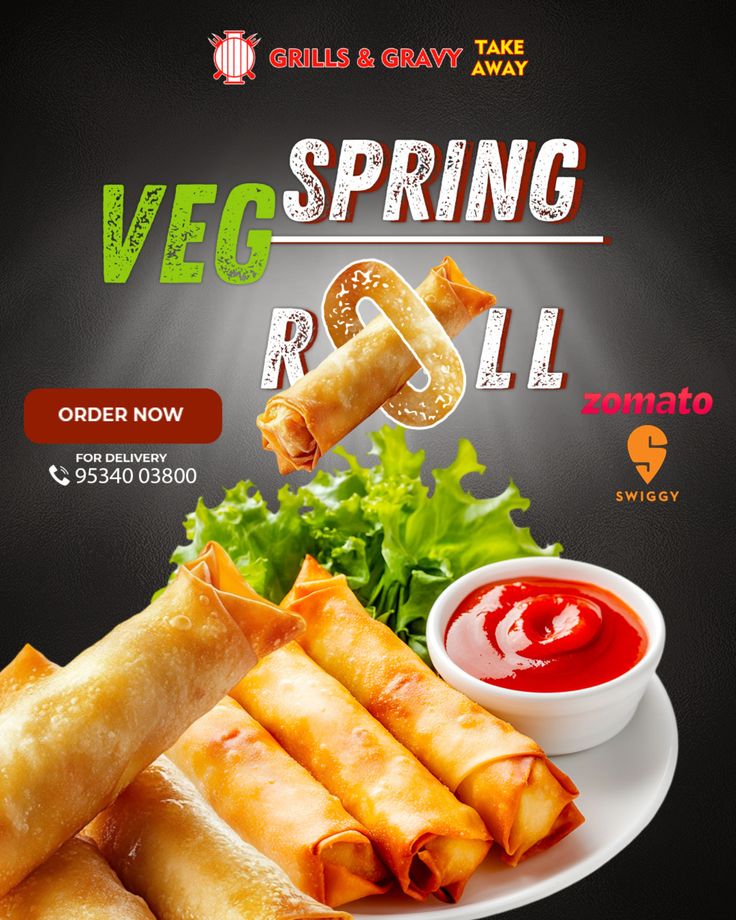 GRILLS & GRAVY TAKE
AWAY
VEG SPRING
ROLL
ORDER NOW
FOR DELIVERY
95340 03800
zomato
SWIGGY